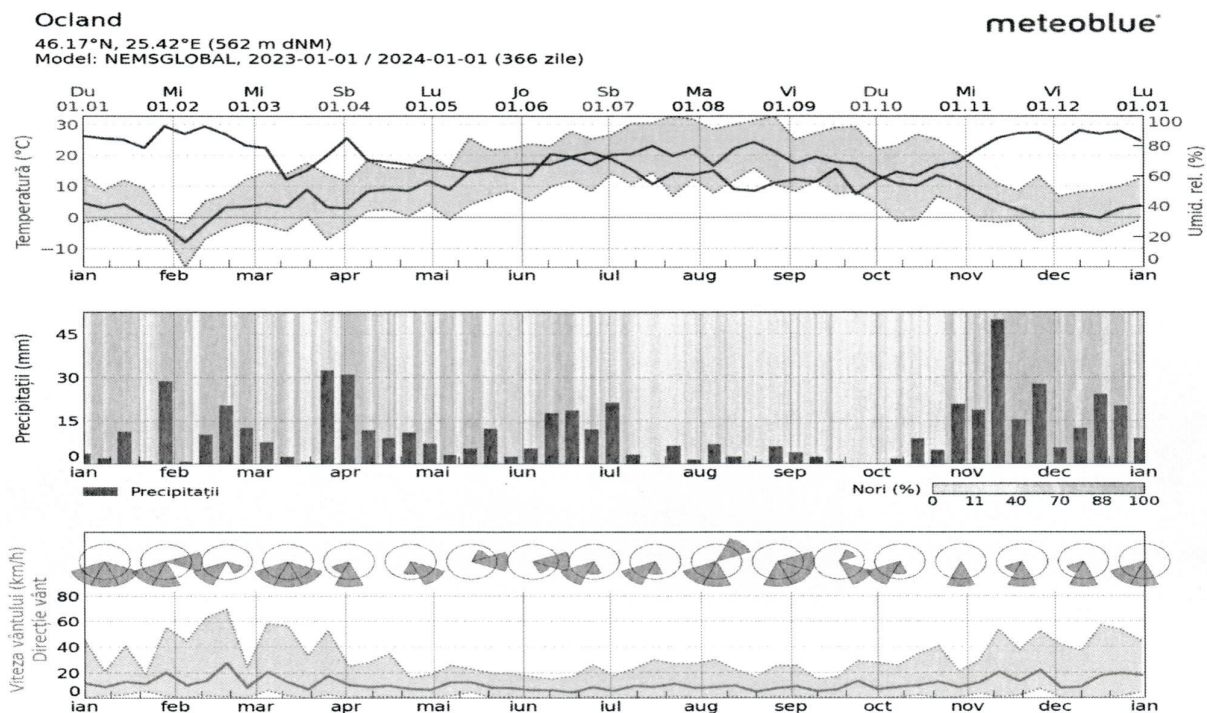 Ocland
meteoblue
46.17°N, 25.42°E (562 m dNM)
Model: NEMSGLOBAL, 2023-01-01 / 2024-01-01 (366 zile)
Du Mi Mi Sb Lu Jo Sb Ma Vi Du Mi Vi Lu
01.01 01.02 01.03 01.04 01.05 01.06 01.07 01.08 01.09 01.10 01.11 01.12 01.01
Temperatură (°C)
30
20
10
0
-10
100
80
60
40
20
0
Umid. rel. (%)
ian feb mar apr mai iun iul aug sep oct nov dec ian
Precipitații (mm)
45
30
15
0
ian feb mar apr mai iun iul aug sep oct nov dec ian
Precipitații
Nori (%)
0 11 40 70 88 100
Viteza vântului (km/h)
Direcție vânt
80
60
40
20
0
ian feb mar apr mai iun iul aug sep oct nov dec ian